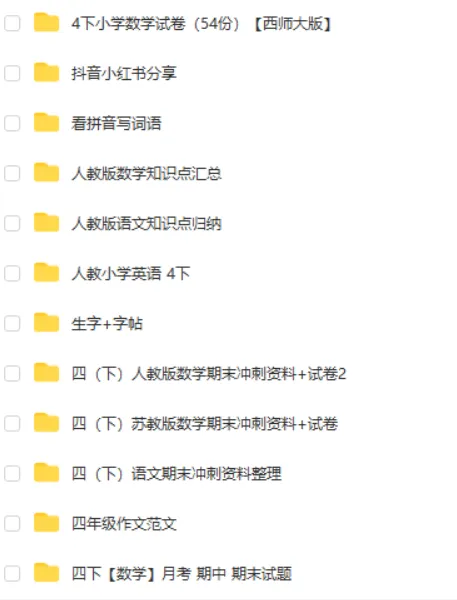 4下小学数学试卷（54份）【西师大版】
抖音小红书分享
看拼音写词语
人教版数学知识点汇总
人教版语文知识点归纳
人教小学英语 4下
生字+字帖
四（下）人教版数学期末冲刺资料+试卷2
四（下）苏教版数学期末冲刺资料+试卷
四（下）语文期末冲刺资料整理
四年级作文范文
四下【数学】月考 期中 期末试题